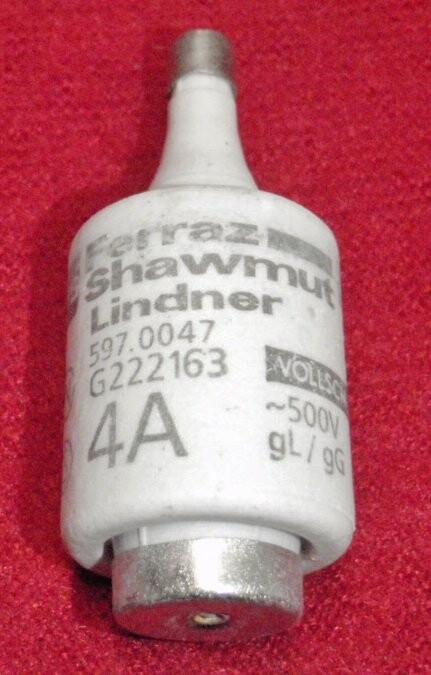 Ferraz
Shawmut
Lindner
597.0047
G222163
4A
~500V
gL/gG